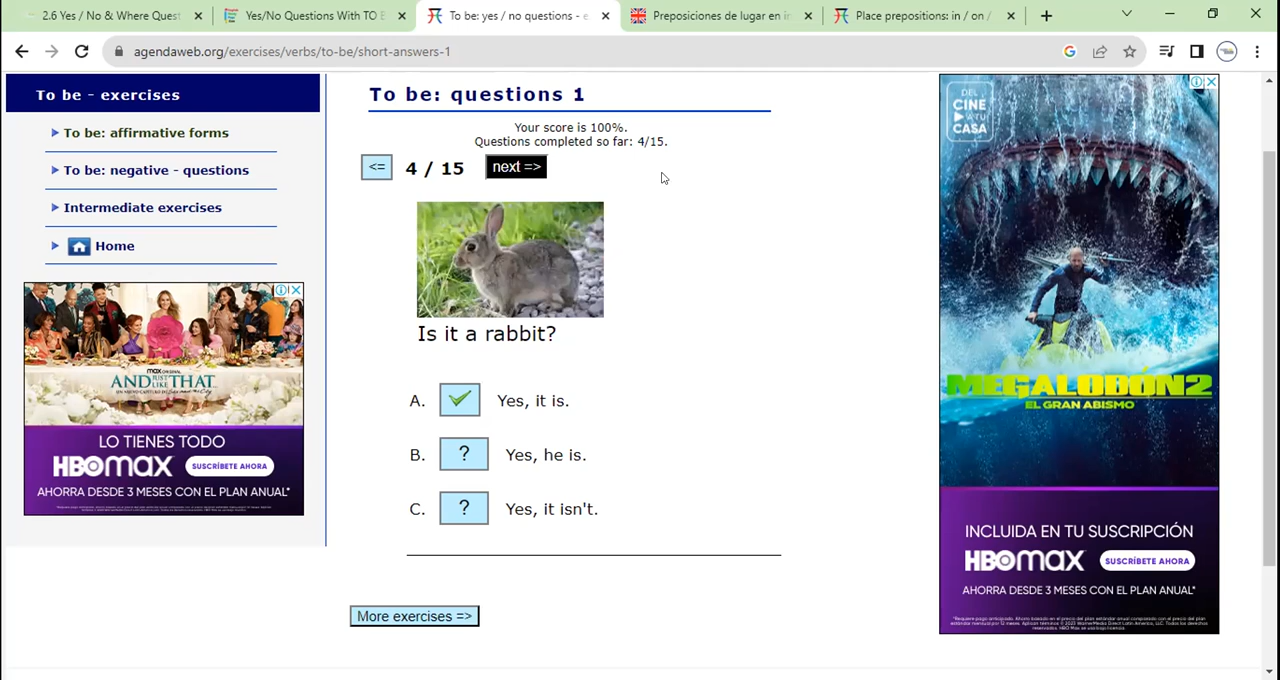 2.6 Yes / No & Where Quest
Yes/No Questions With TO B
To be: yes / no questions - e
Preposiciones de lugar en in
Place prepositions: in / on /
agendaweb.org/exercises/verbs/to-be/short-answers-1
To be - exercises
To be: affirmative forms
To be: negative - questions
Intermediate exercises
Home
max ORIGINAL
AND JUST LIKE THAT
LO TIENES TODO
HBOmax SUSCRÍBETE AHORA
AHORA DESDE 3 MESES CON EL PLAN ANUAL*
To be: questions 1
Your score is 100%.
Questions completed so far: 4/15.
<= 4 / 15 next =>
Is it a rabbit?
A. Yes, it is.
B. ? Yes, he is.
C. ? Yes, it isn't.
More exercises =>
DEL
CINE
A TU
CASA
MEGALODÓN 2
EL GRAN ABISMO
INCLUIDA EN TU SUSCRIPCIÓN
HBOmax SUSCRÍBETE AHORA
AHORA DESDE 3 MESES CON EL PLAN ANUAL*